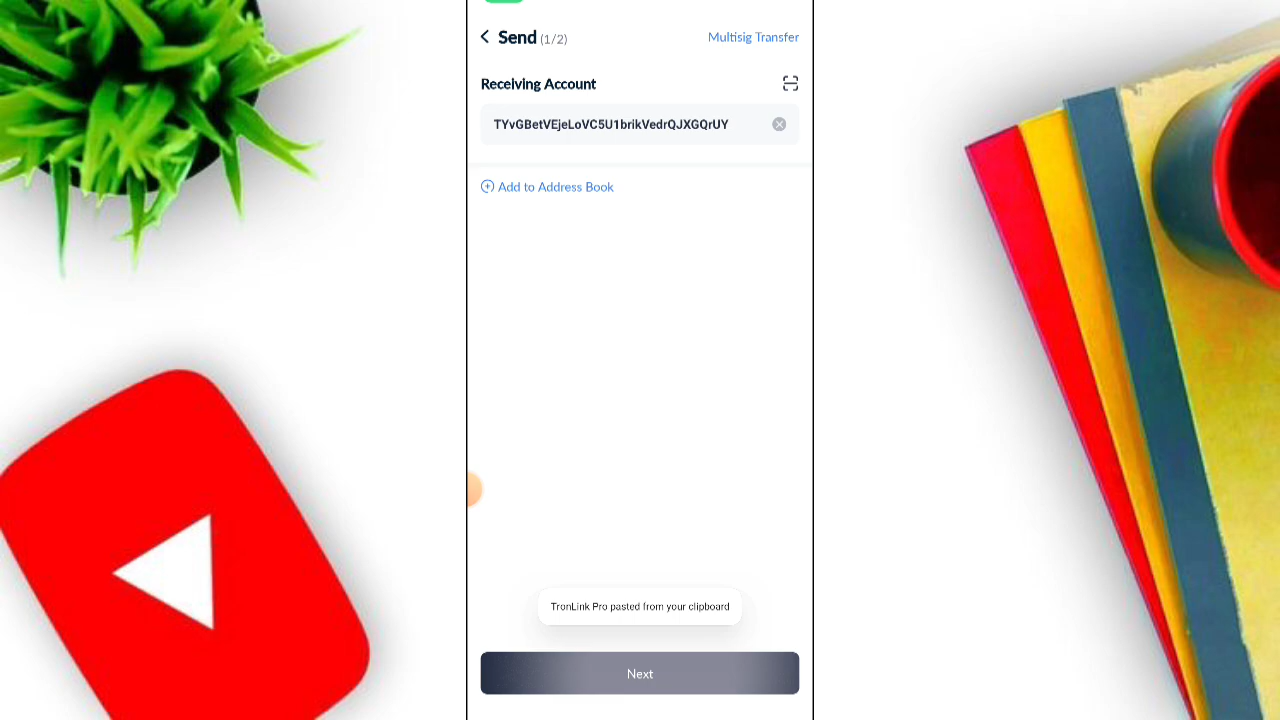 Send (1/2)
Multisig Transfer
Receiving Account
TYvGBetVEjeLoVC5U1brikVedrQJXGQrUY
Add to Address Book
TronLink Pro pasted from your clipboard
Next